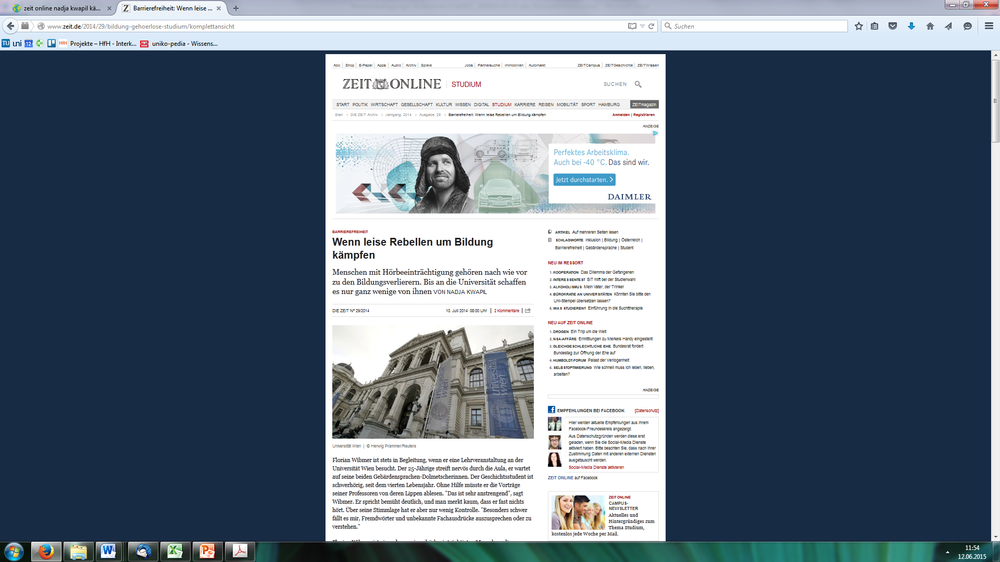 zeit online nadja kwapil kä...
Barrierefreiheit: Wenn leise ...
www.zeit.de/2014/29/bildung-gehoerlose-studium/komplettansicht
Suchen
TU uni 12 HfH Projekte – HfH - Interk... uniko-pedia - Wissens...
Abo Shop E-Paper Apps Audio Archiv Spiele Jobs Partnersuche Immobilien Automarkt ZEITCampus ZEITGeschichte ZEITWissen
ZEIT ONLINE STUDIUM SUCHEN
START POLITIK WIRTSCHAFT GESELLSCHAFT KULTUR WISSEN DIGITAL STUDIUM KARRIERE REISEN MOBILITÄT SPORT HAMBURG ZEITmagazin
Start › DIE ZEIT Archiv › Jahrgang: 2014 › Ausgabe: 29 › Barrierefreiheit: Wenn leise Rebellen um Bildung kämpfen Anmelden | Registrieren
ANZEIGE
Perfektes Arbeitsklima.
Auch bei -40 °C. Das sind wir.
Jetzt durchstarten.
DAIMLER
BARRIEREFREIHEIT
Wenn leise Rebellen um Bildung
kämpfen
Menschen mit Hörbeeinträchtigung gehören nach wie vor
zu den Bildungsverlierern. Bis an die Universität schaffen
es nur ganz wenige von ihnen VON NADJA KWAPIL
DIE ZEIT Nº 29/2014 10. Juli 2014 08:00 Uhr | 2 Kommentare |
universität wien
universität wien
Universität Wien | © Herwig Prammer/Reuters
Florian Wibmer ist stets in Begleitung, wenn er eine Lehrveranstaltung an der
Universität Wien besucht. Der 25-Jährige streift nervös durch die Aula, er wartet
auf seine beiden Gebärdensprachen-Dolmetscherinnen. Der Geschichtsstudent ist
schwerhörig, seit dem vierten Lebensjahr. Ohne Hilfe müsste er die Vorträge
seiner Professoren von deren Lippen ablesen. "Das ist sehr anstrengend", sagt
Wibmer. Er spricht bemüht deutlich, und man merkt kaum, dass er fast nichts
hört. Über seine Stimmlage hat er aber nur wenig Kontrolle. "Besonders schwer
fällt es mir, Fremdwörter und unbekannte Fachausdrücke auszusprechen oder zu
verstehen."
ARTIKEL Auf mehreren Seiten lesen
SCHLAGWORTE Inklusion | Bildung | Österreich |
Barrierefreiheit | Gebärdensprache | Student
NEU IM RESSORT
1. KOOPERATION Das Dilemma der Gefangenen
2. INTERESSENTEST SIT hilft bei der Studienwahl
3. ALKOHOLISMUS Mein Vater, der Trinker
4. BÜROKRATIE AN UNIVERSITÄTEN Könnten Sie bitte den
Uni-Stempel übersetzen lassen?
5. WAS STUDIEREN? Einführung in die Suchttherapie
NEU AUF ZEIT ONLINE
1. DROGEN Ein Trip um die Welt
2. NSA-AFFÄRE Ermittlungen zu Merkels Handy eingestellt
3. GLEICHGESCHLECHTLICHE EHE Bundesrat fordert
Bundestag zur Öffnung der Ehe auf
4. HUMBOLDT-FORUM Palast der Verlogenheit
5. SELBSTOPTIMIERUNG Wie schnell muss ich leben, lieben,
arbeiten?
ANZEIGE
EMPFEHLUNGEN BEI FACEBOOK [Datenschutz]
Hier werden aktuelle Empfehlungen aus Ihrem
Facebook-Freundeskreis angezeigt.
Aus Datenschutzgründen werden diese erst
geladen, wenn Sie die Social-Media Dienste
aktiviert haben. Bitte beachten Sie, dass nach Ihrer
Zustimmung Daten mit anderen externen Diensten
ausgetauscht werden.
Social-Media Dienste aktivieren
ZEIT ONLINE auf Facebook
ZEIT ONLINE
CAMPUS-
NEWSLETTER
Aktuelles und
Hintergründiges zum
Thema Studium,
kostenlos jede Woche per Mail.
11:54
12.06.2015